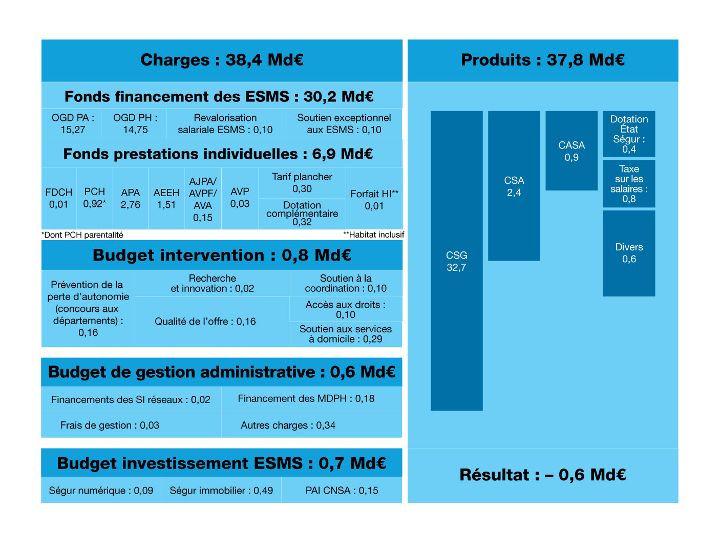 Charges : 38,4 Md€
Fonds financement des ESMS : 30,2 Md€
OGD PA :
15,27
OGD PH :
14,75
Revalorisation
salariale ESMS : 0,10
Soutien exceptionnel
aux ESMS : 0,10
Fonds prestations individuelles : 6,9 Md€
FDCH
0,01
PCH
0,92*
APA
2,76
AEEH
1,51
AJPA/
AVPF/
AVA
0,15
AVP
0,03
Tarif plancher
0,30
Dotation
complémentaire
0,32
Forfait HI**
0,01
*Dont PCH parentalité
**Habitat inclusif
Budget intervention : 0,8 Md€
Prévention de la
perte d'autonomie
(concours aux
départements) :
0,16
Recherche
et innovation : 0,02
Qualité de l'offre : 0,16
Soutien à la
coordination : 0,10
Accès aux droits :
0,10
Soutien aux services
à domicile : 0,29
Budget de gestion administrative : 0,6 Md€
Financements des SI réseaux : 0,02
Financement des MDPH : 0,18
Frais de gestion : 0,03
Autres charges : 0,34
Budget investissement ESMS : 0,7 Md€
Ségur numérique : 0,09
Ségur immobilier : 0,49
PAI CNSA : 0,15
Produits : 37,8 Md€
CSG
32,7
CSA
2,4
CASA
0,9
Dotation
État
Ségur :
0,4
Taxe
sur les
salaires :
0,8
Divers
0,6
Résultat : – 0,6 Md€